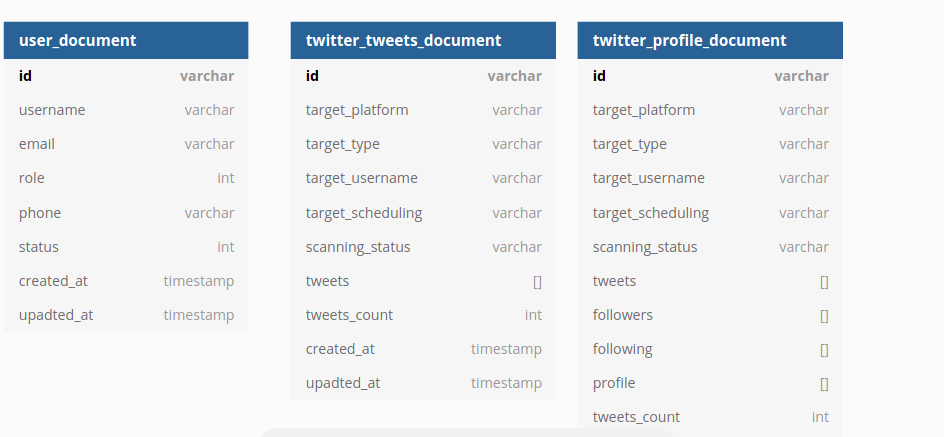 user_document
id varchar
username varchar
email varchar
role int
phone varchar
status int
created_at timestamp
upadted_at timestamp
twitter_tweets_document
id varchar
target_platform varchar
target_type varchar
target_username varchar
target_scheduling varchar
scanning_status varchar
tweets []
tweets_count int
created_at timestamp
upadted_at timestamp
twitter_profile_document
id varchar
target_platform varchar
target_type varchar
target_username varchar
target_scheduling varchar
scanning_status varchar
tweets []
followers []
following []
profile []
tweets_count int